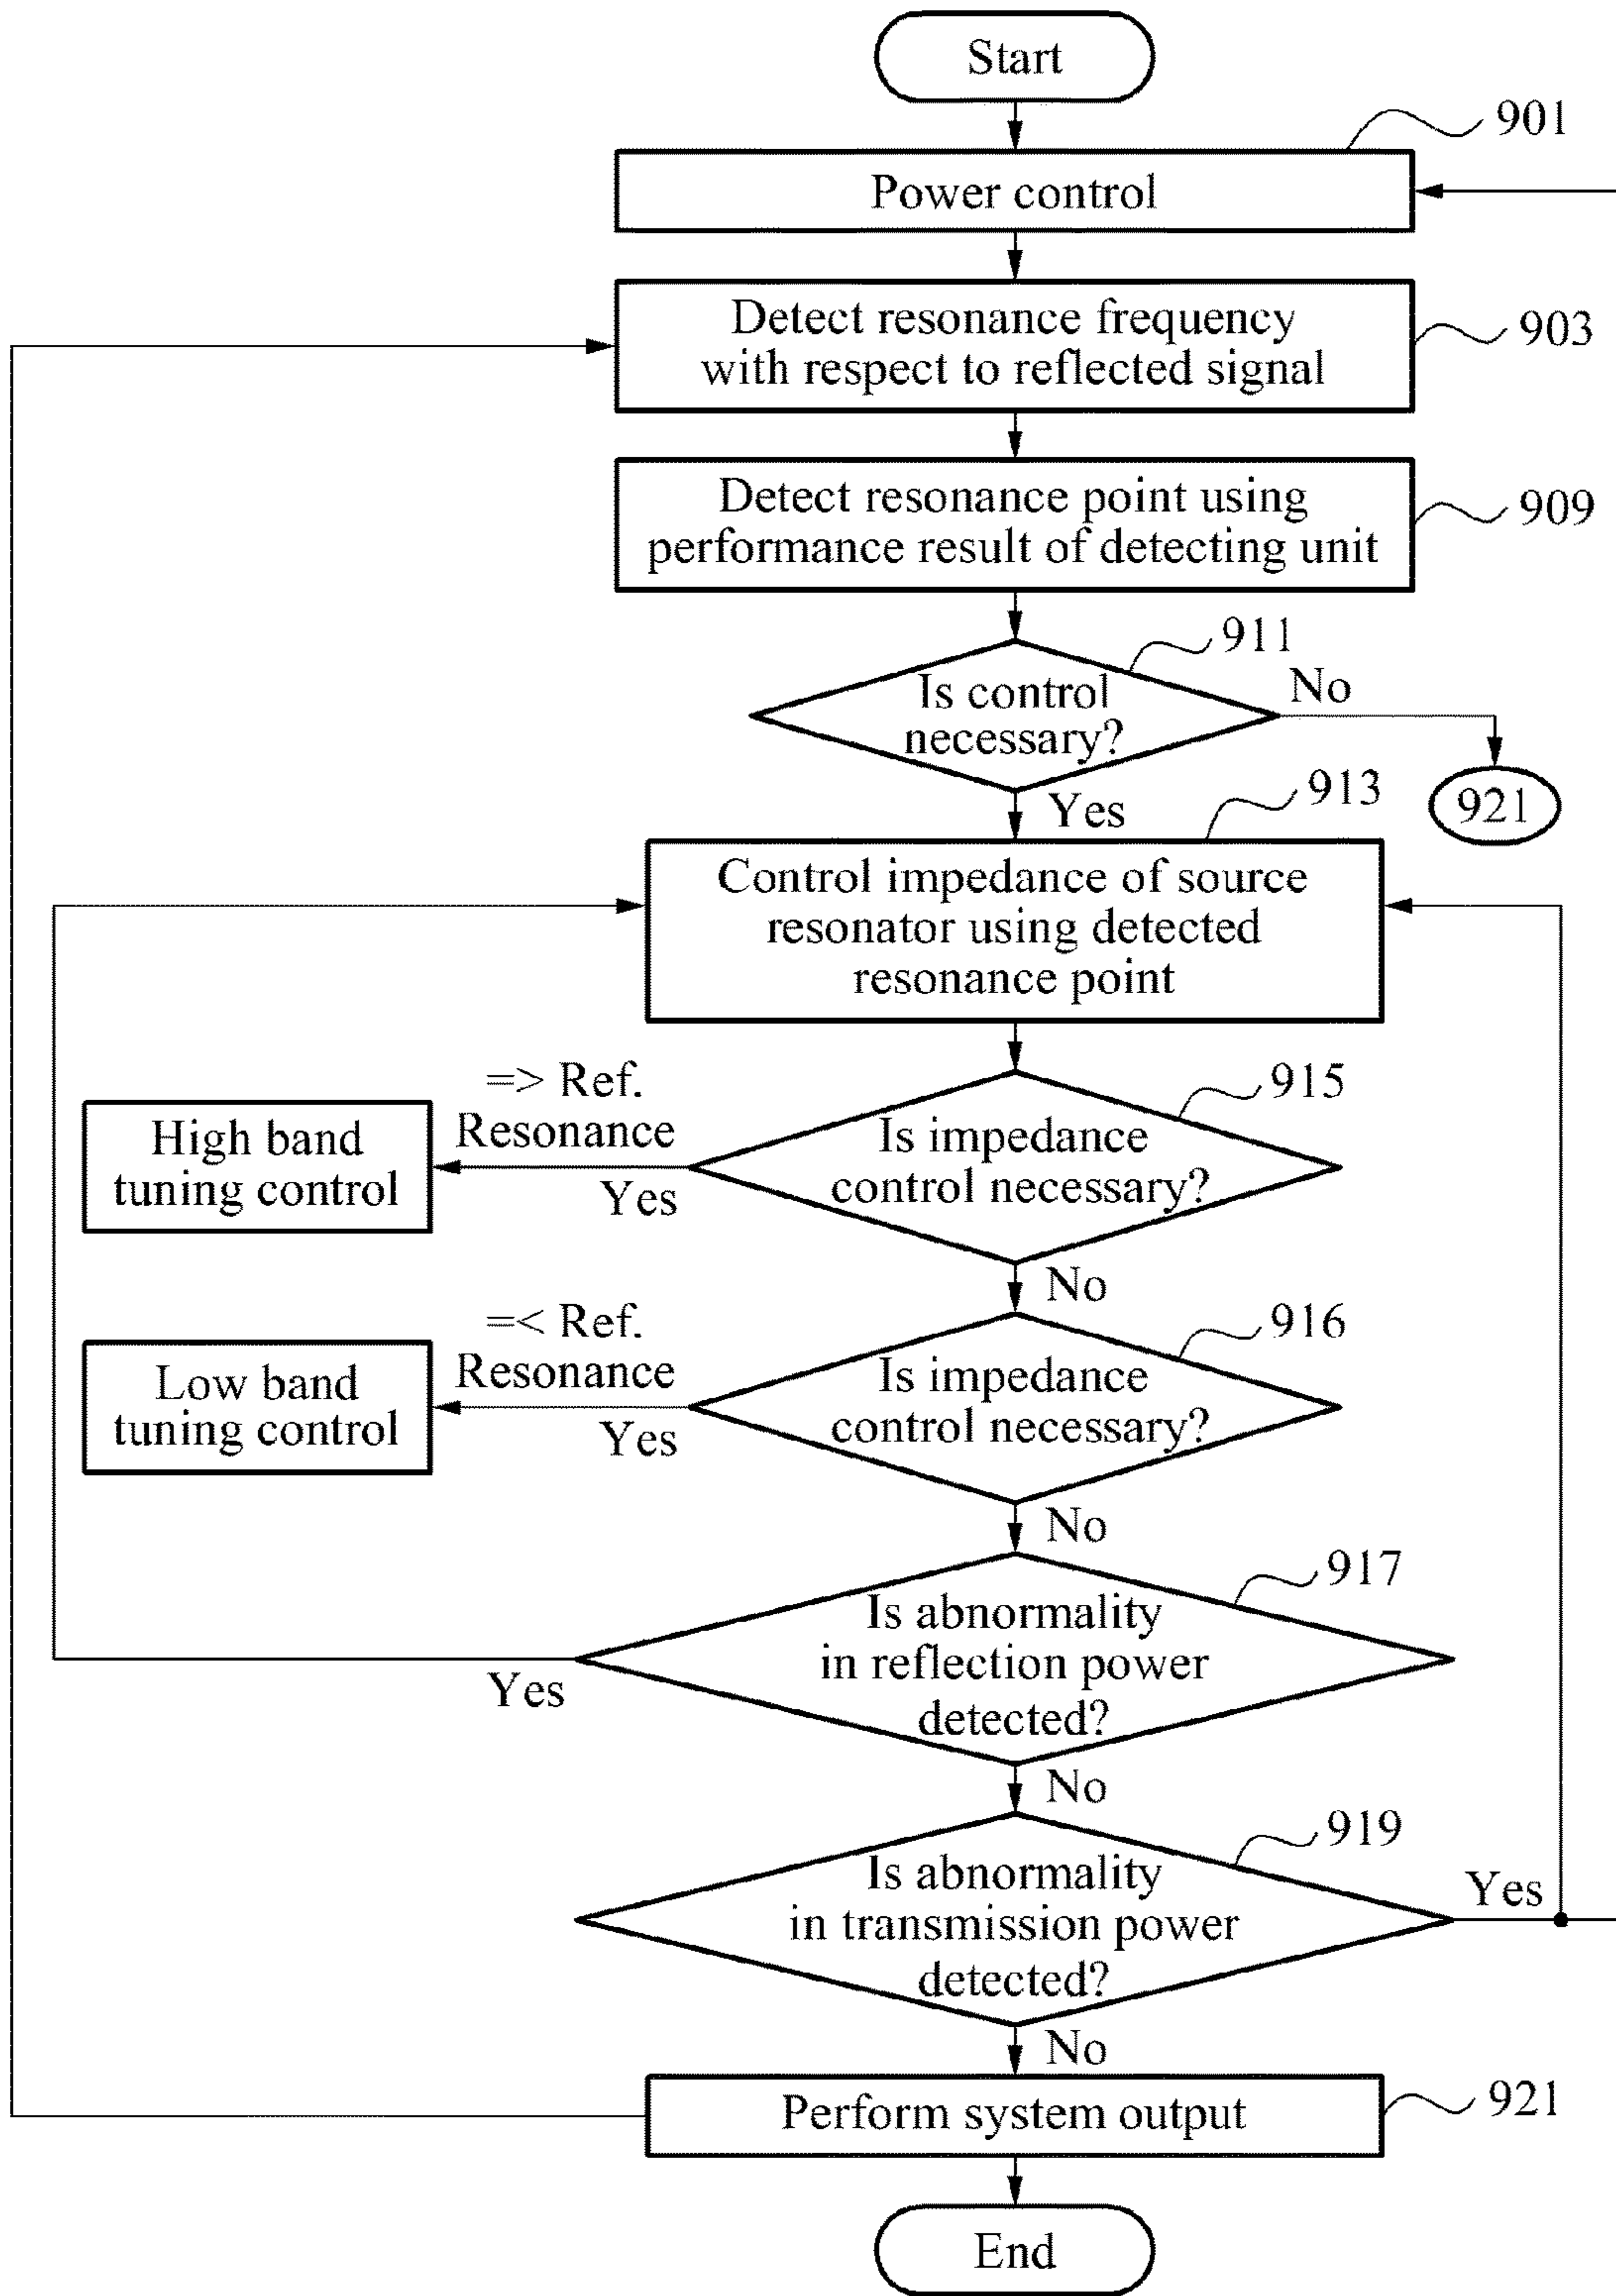 Start
901
Power control
Detect resonance frequency
with respect to reflected signal
903
Detect resonance point using
performance result of detecting unit
909
911
Is control
necessary?
No
921
Yes
913
Control impedance of source
resonator using detected
resonance point
=> Ref.
Resonance
Yes
915
Is impedance
control necessary?
High band
tuning control
No
=< Ref.
Resonance
Yes
916
Is impedance
control necessary?
Low band
tuning control
No
917
Is abnormality
in reflection power
detected?
Yes
No
919
Is abnormality
in transmission power
detected?
Yes
No
Perform system output
921
End